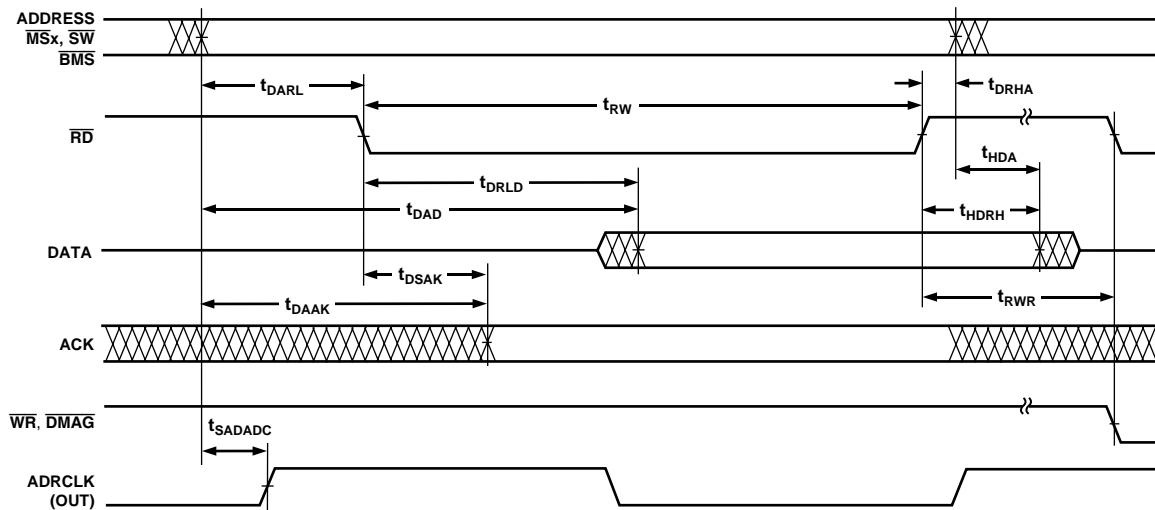 ADDRESS
MSx, SW
BMS
tDARL
tRW
tDRHA
RD
tHDA
tDRLD
tDAD
tHDRH
DATA
tDSAK
tRWR
tDAAK
ACK
WR, DMAG
tSADADC
ADRCLK
(OUT)